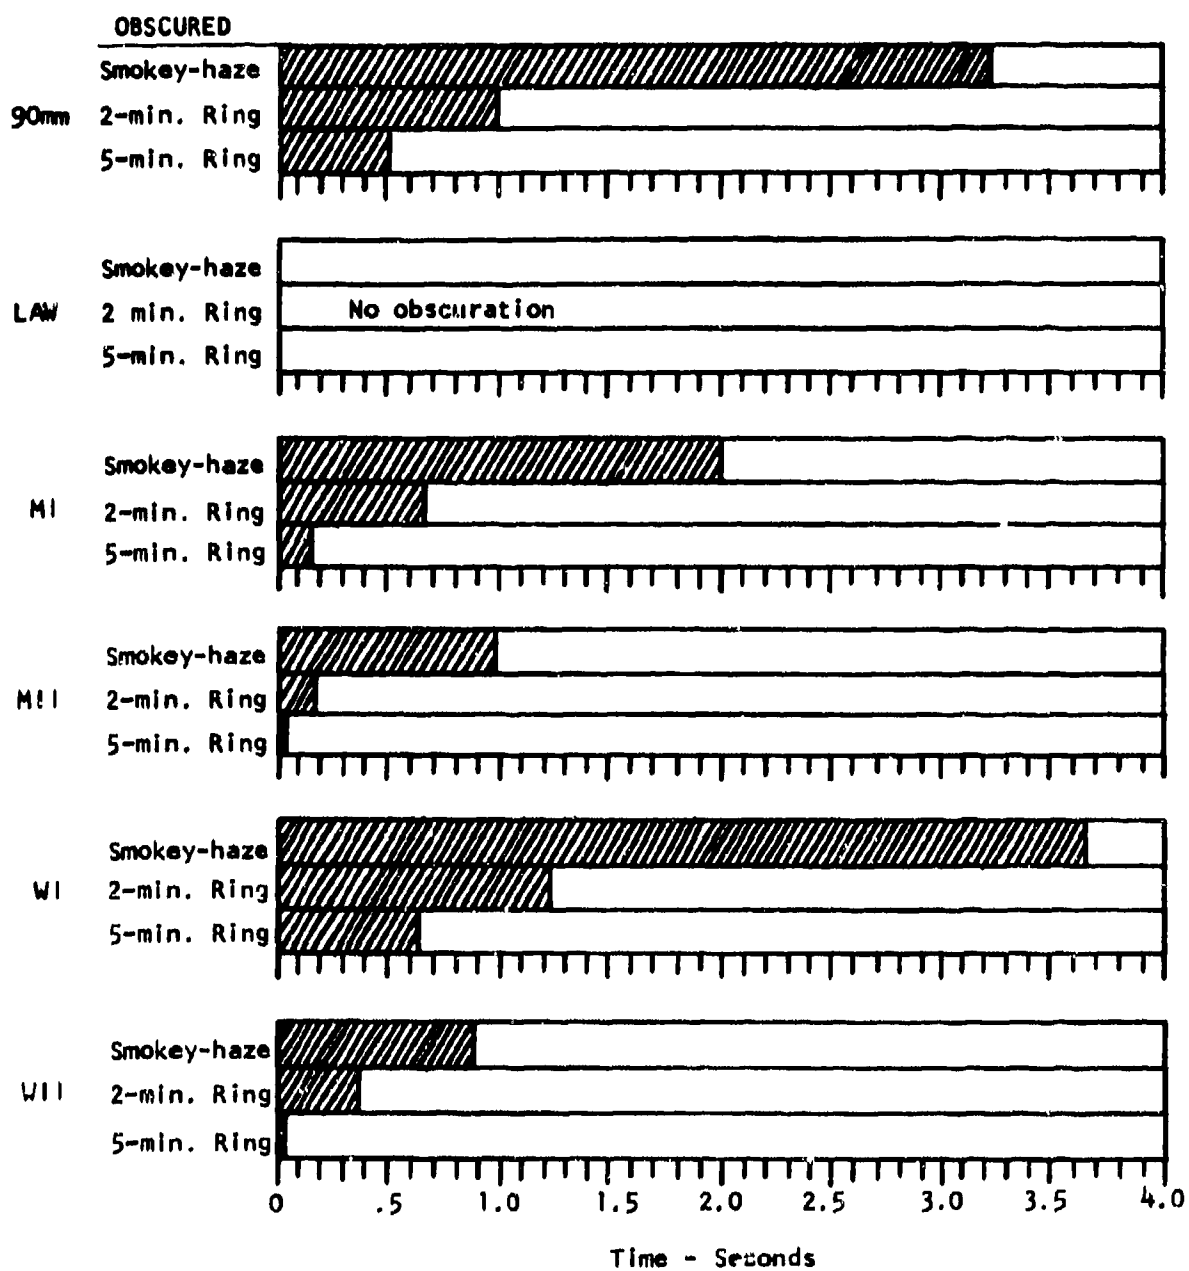 OBSCURED
Smokey-haze
90mm 2-min. Ring
5-min. Ring
Smokey-haze
LAW 2 min. Ring No obscuration
5-min. Ring
Smokey-haze
MI 2-min. Ring
5-min. Ring
Smokey-haze
MII 2-min. Ring
5-min. Ring
Smokey-haze
WI 2-min. Ring
5-min. Ring
Smokey-haze
WII 2-min. Ring
5-min. Ring
0 .5 1.0 1.5 2.0 2.5 3.0 3.5 4.0
Time - Seconds